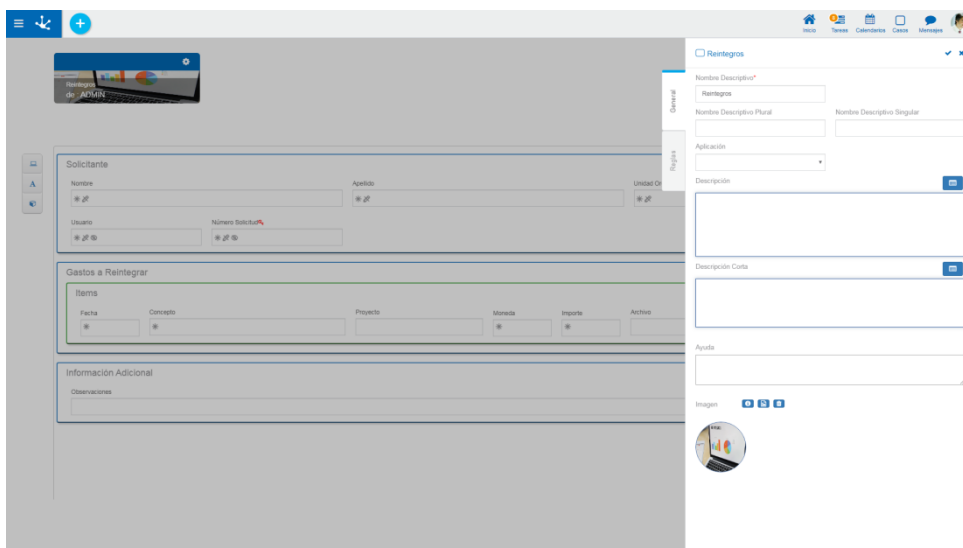 Inicio
Tareas
Calendarios
Casos
Mensajes
Reintegros
de : ADMIN
Solicitante
Nombre
Apellido
Usuario
Número Solicitud
Gastos a Reintegrar
Items
Fecha
Concepto
Proyecto
Moneda
Importe
Archivo
Información Adicional
Observaciones
General
Reglas
Reintegros
Nombre Descriptivo*
Reintegros
Nombre Descriptivo Plural
Nombre Descriptivo Singular
Aplicación
Descripción
Descripción Corta
Ayuda
Imagen